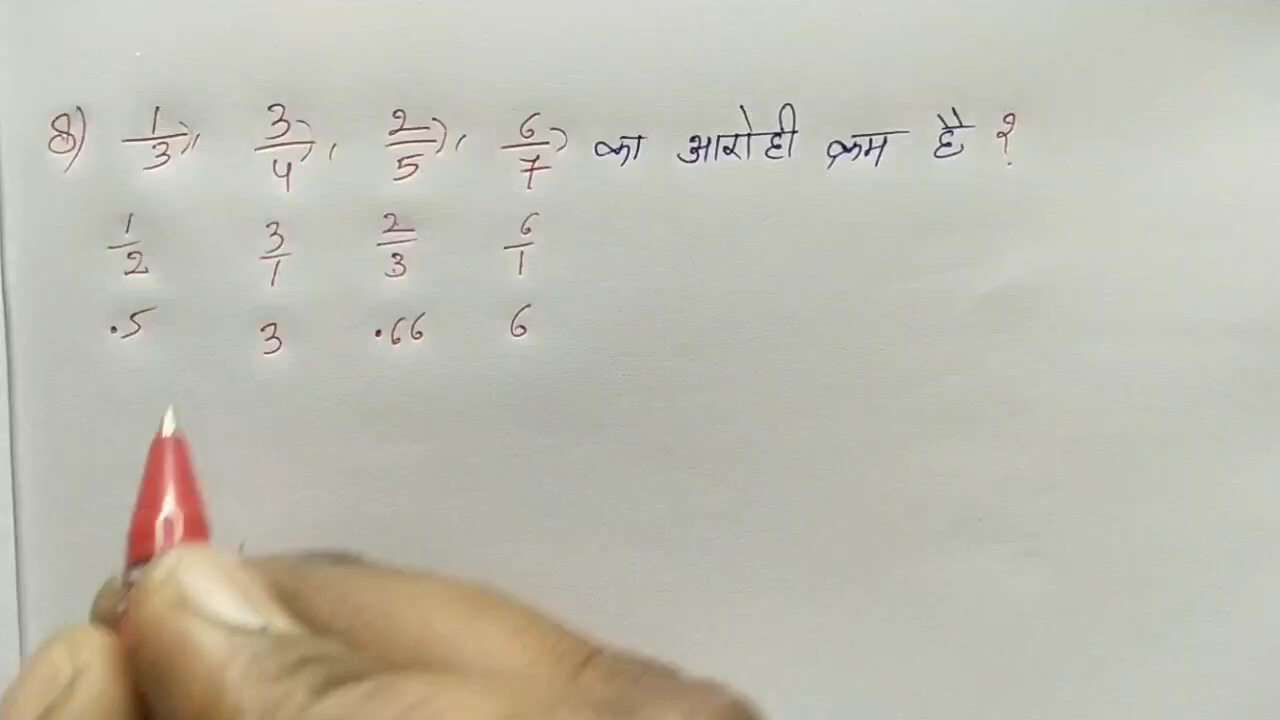 8) 1/3, 3/4, 2/5, 6/7 का आरोही क्रम है ?
1/2 3/1 2/3 6/1
.5 3 .66 6